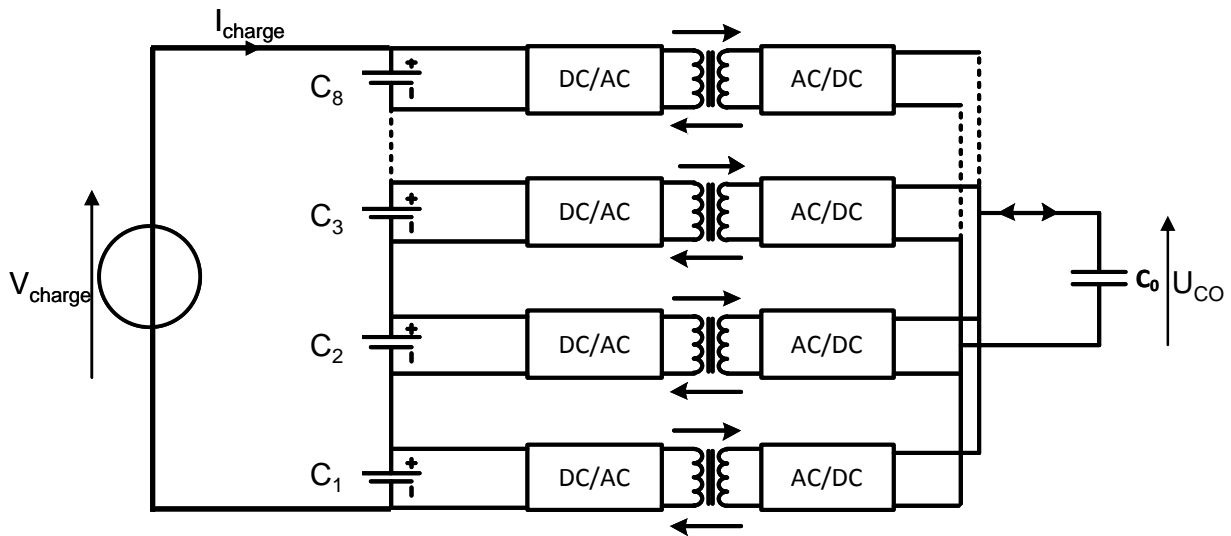 I_charge
C_8
+
DC/AC
AC/DC
C_3
+
DC/AC
AC/DC
V_charge
C_0
U_CO
C_2
+
DC/AC
AC/DC
C_1
+
DC/AC
AC/DC